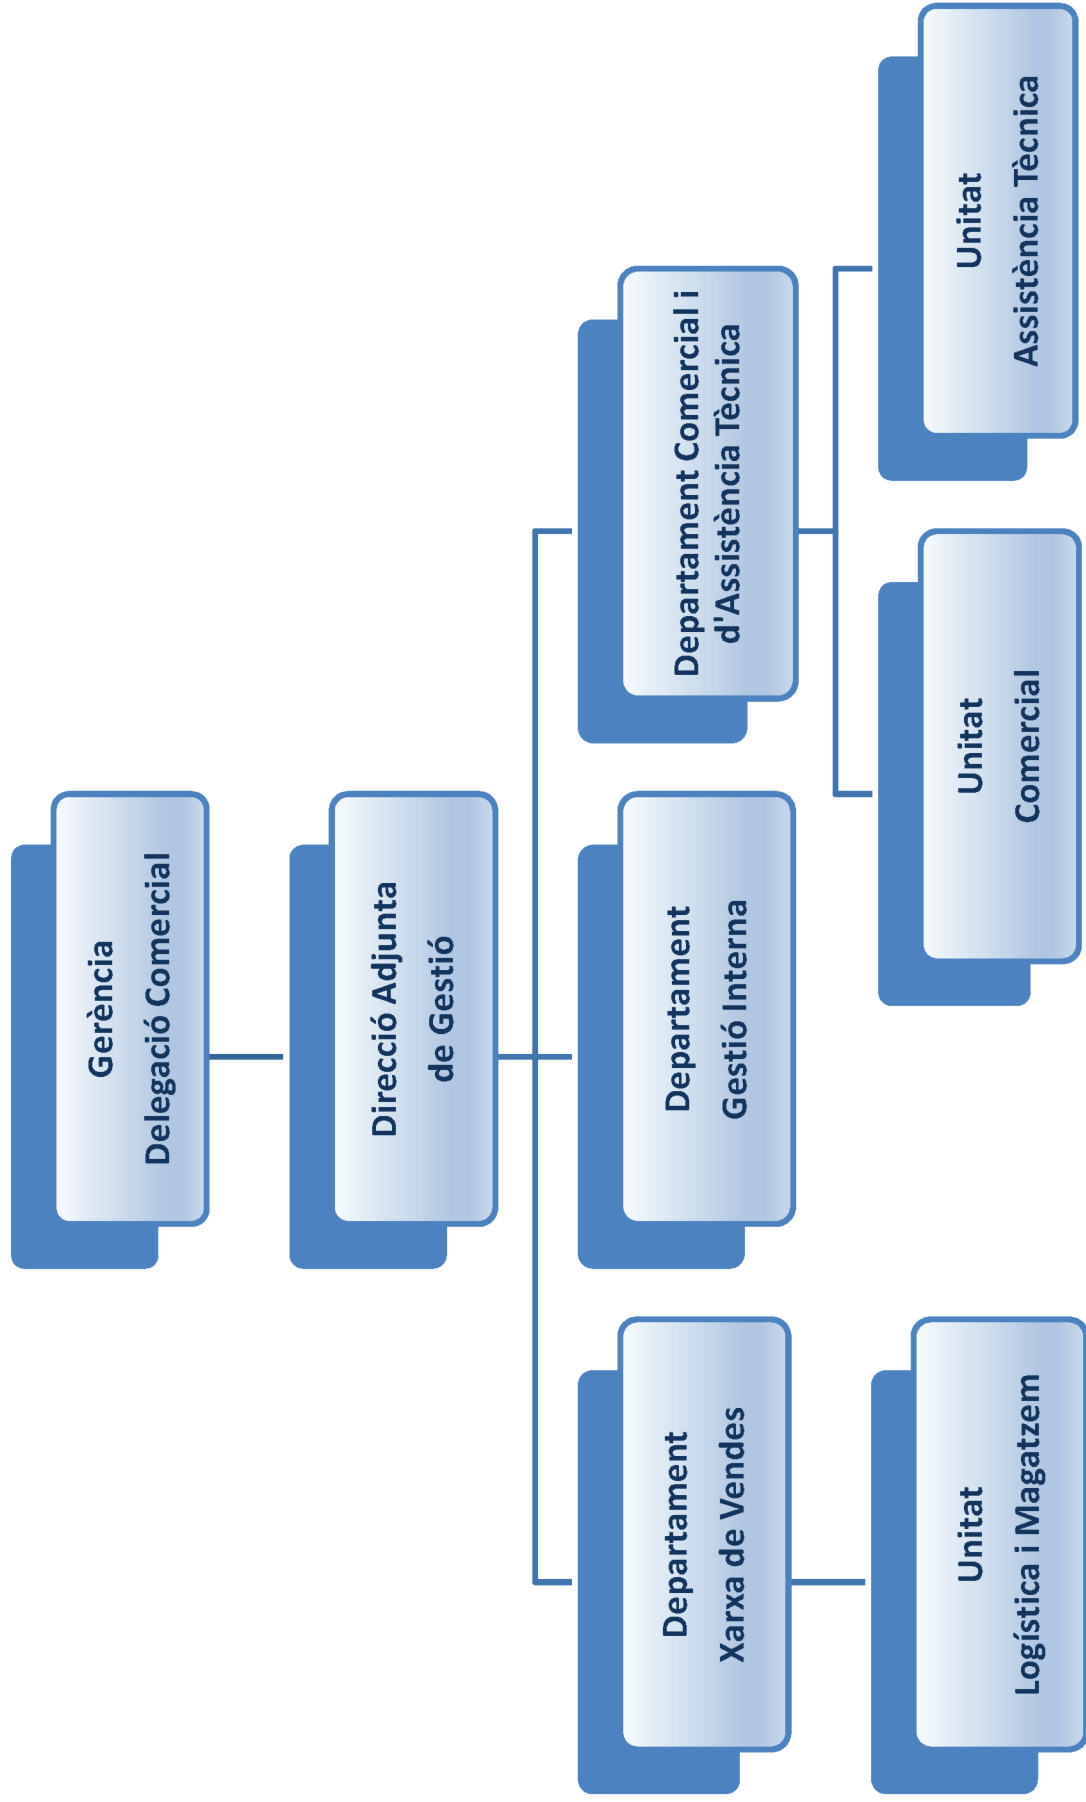 Gerència
Delegació Comercial
Direcció Adjunta
de Gestió
Departament
Xarxa de Vendes
Departament
Gestió Interna
Departament Comercial i
d'Assistència Tècnica
Unitat
Logística i Magatzem
Unitat
Comercial
Unitat
Assistència Tècnica